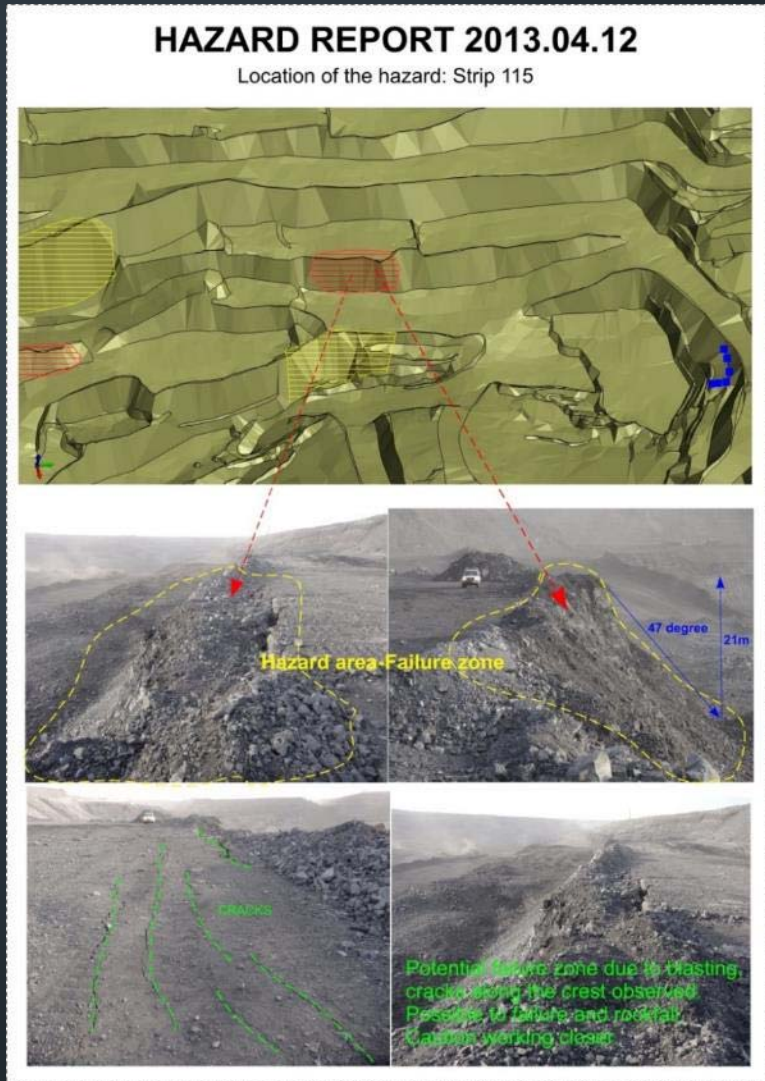 HAZARD REPORT 2013.04.12
Location of the hazard: Strip 115
47 degree
21m
Hazard area-Failure zone
CRACKS
Potential failure zone due to blasting,
cracks along the crest observed.
Possible to failure and rockfall.
Caution working closer.